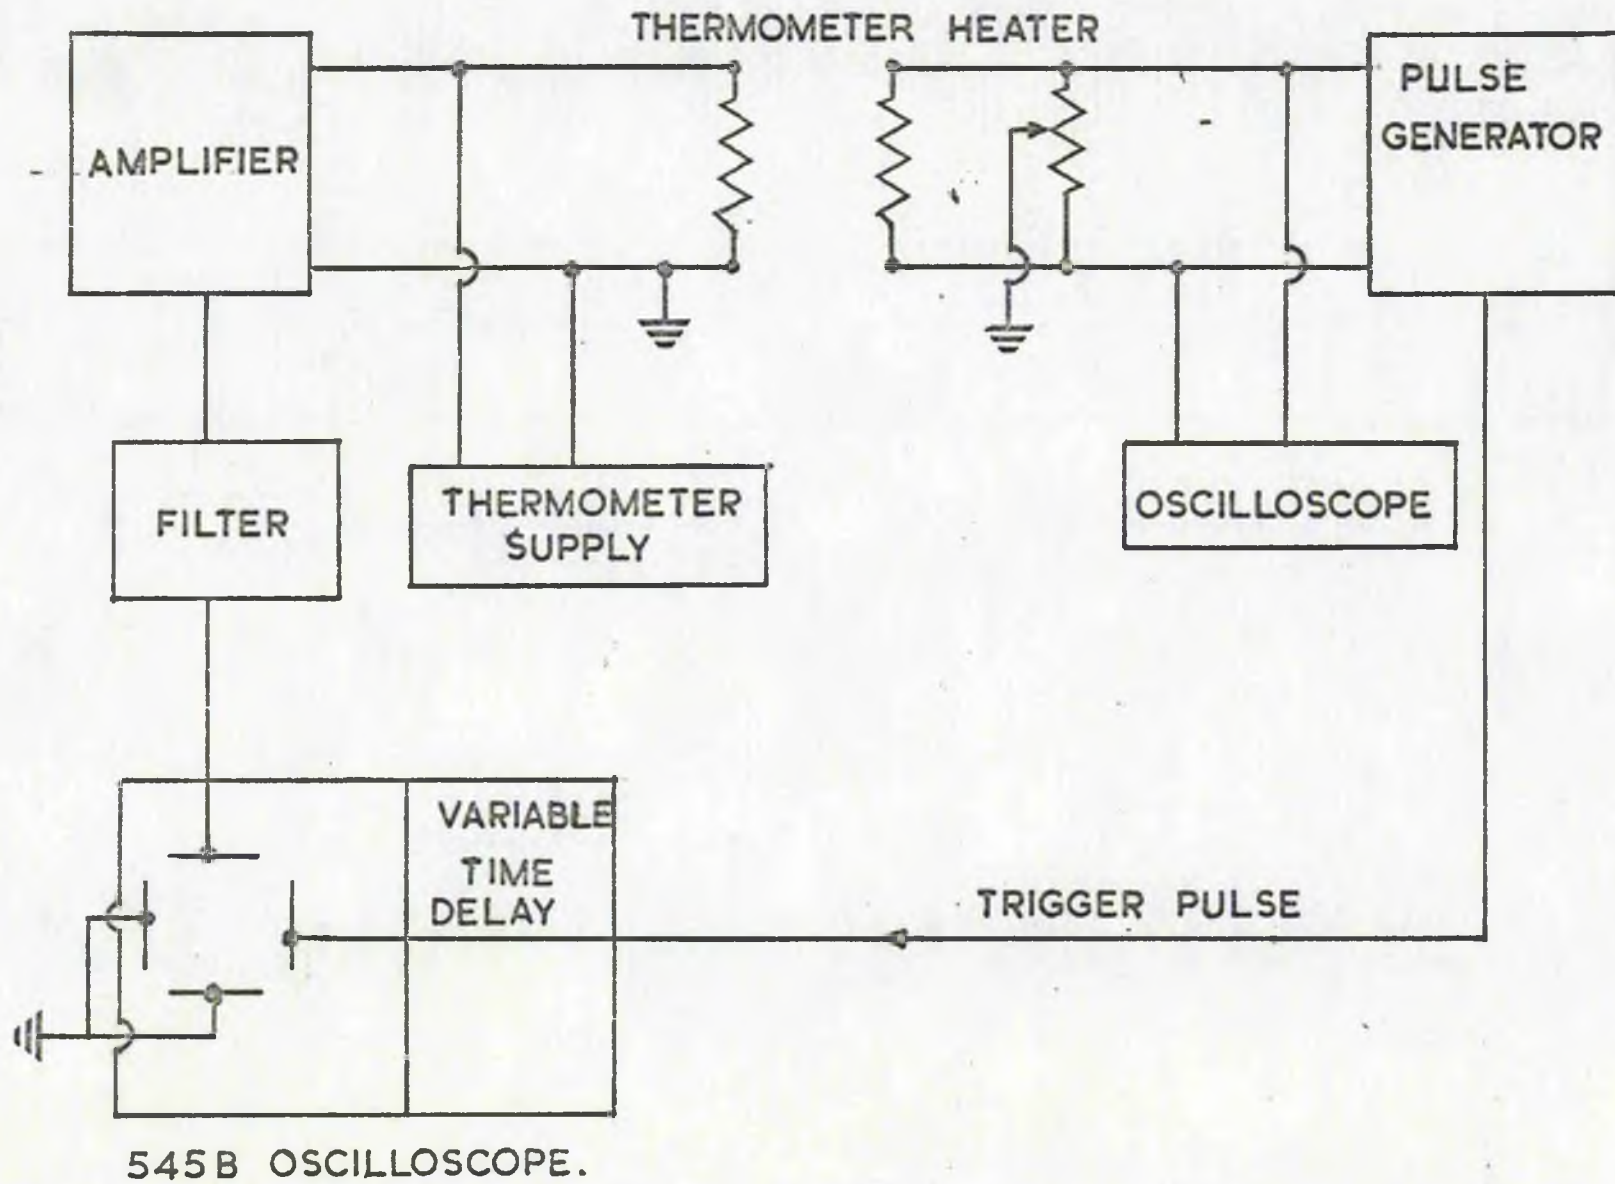 THERMOMETER HEATER
AMPLIFIER
PULSE
GENERATOR
FILTER
THERMOMETER
SUPPLY
OSCILLOSCOPE
VARIABLE
TIME
DELAY
TRIGGER PULSE
545B OSCILLOSCOPE.